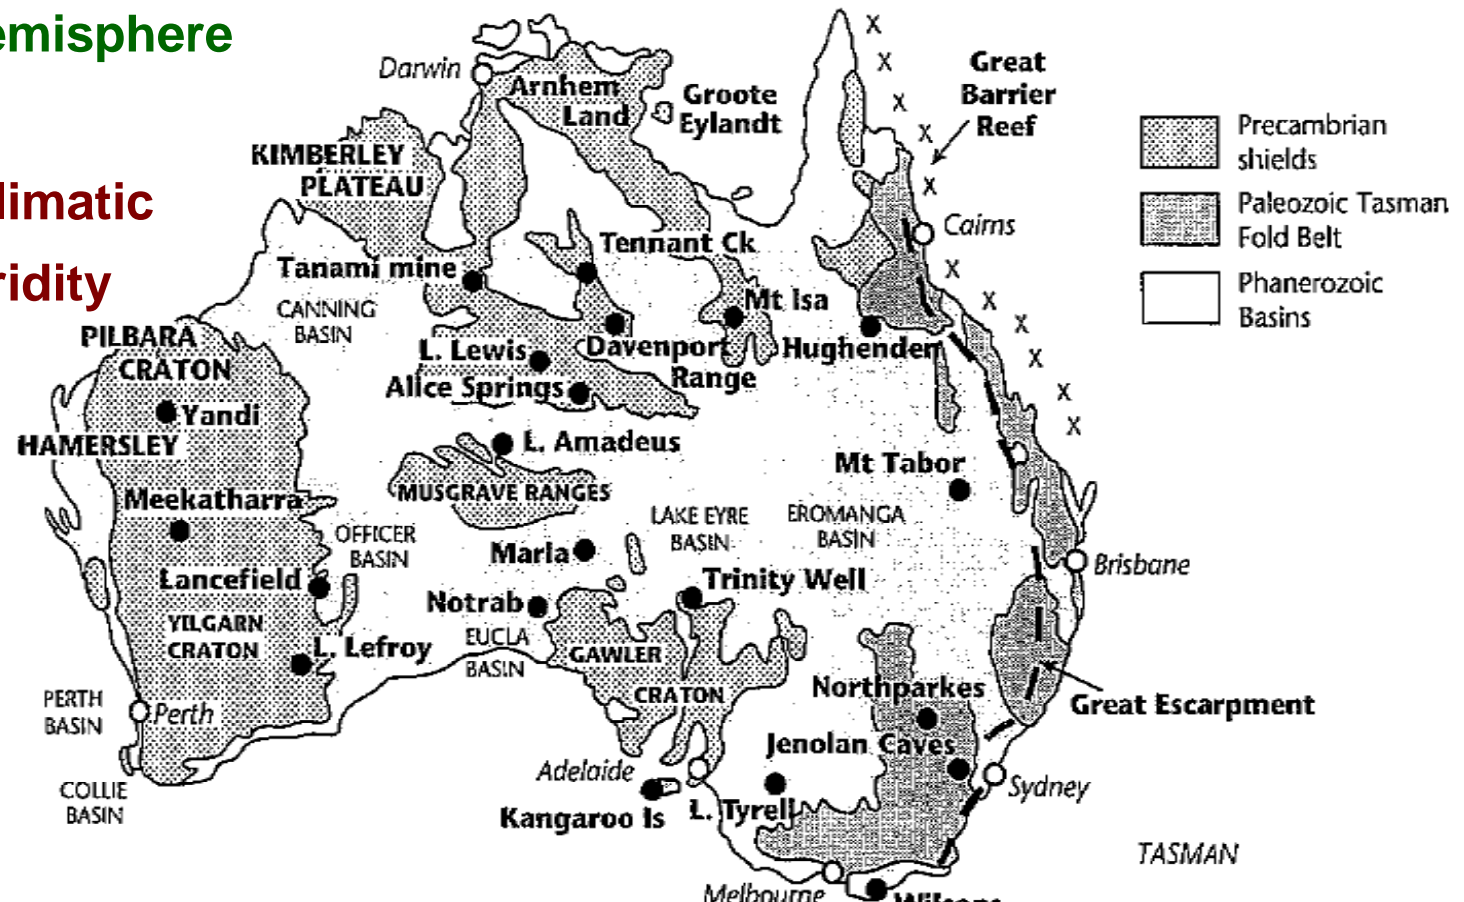 emisphere
limatic
ridity
Darwin
Arnhem
Land
Groote
Eylandt
Great
Barrier
Reef
KIMBERLEY
PLATEAU
Precambrian
shields
Paleozoic Tasman
Fold Belt
Phanerozoic
Basins
Cairns
Tennant Ck
Tanami mine
CANNING
BASIN
Mt Isa
PILBARA
CRATON
L. Lewis
Davenport
Range
Hughenden
Alice Springs
Yandi
HAMERSLEY
L. Amadeus
Mt Tabor
MUSGRAVE RANGES
Meekatharra
OFFICER
BASIN
LAKE EYRE
BASIN
EROMANGA
BASIN
Marla
Brisbane
Lancefield
Trinity Well
Notrab
YILGARN
CRATON
EUCLA
BASIN
L. Lefroy
GAWLER
CRATON
Northparkes
Great Escarpment
PERTH
BASIN
Perth
Jenolan Caves
Adelaide
Sydney
COLLIE
BASIN
Kangaroo Is
L. Tyrell
TASMAN
Melbourne
X
X
X
X
X
X
X
X
X
X
X